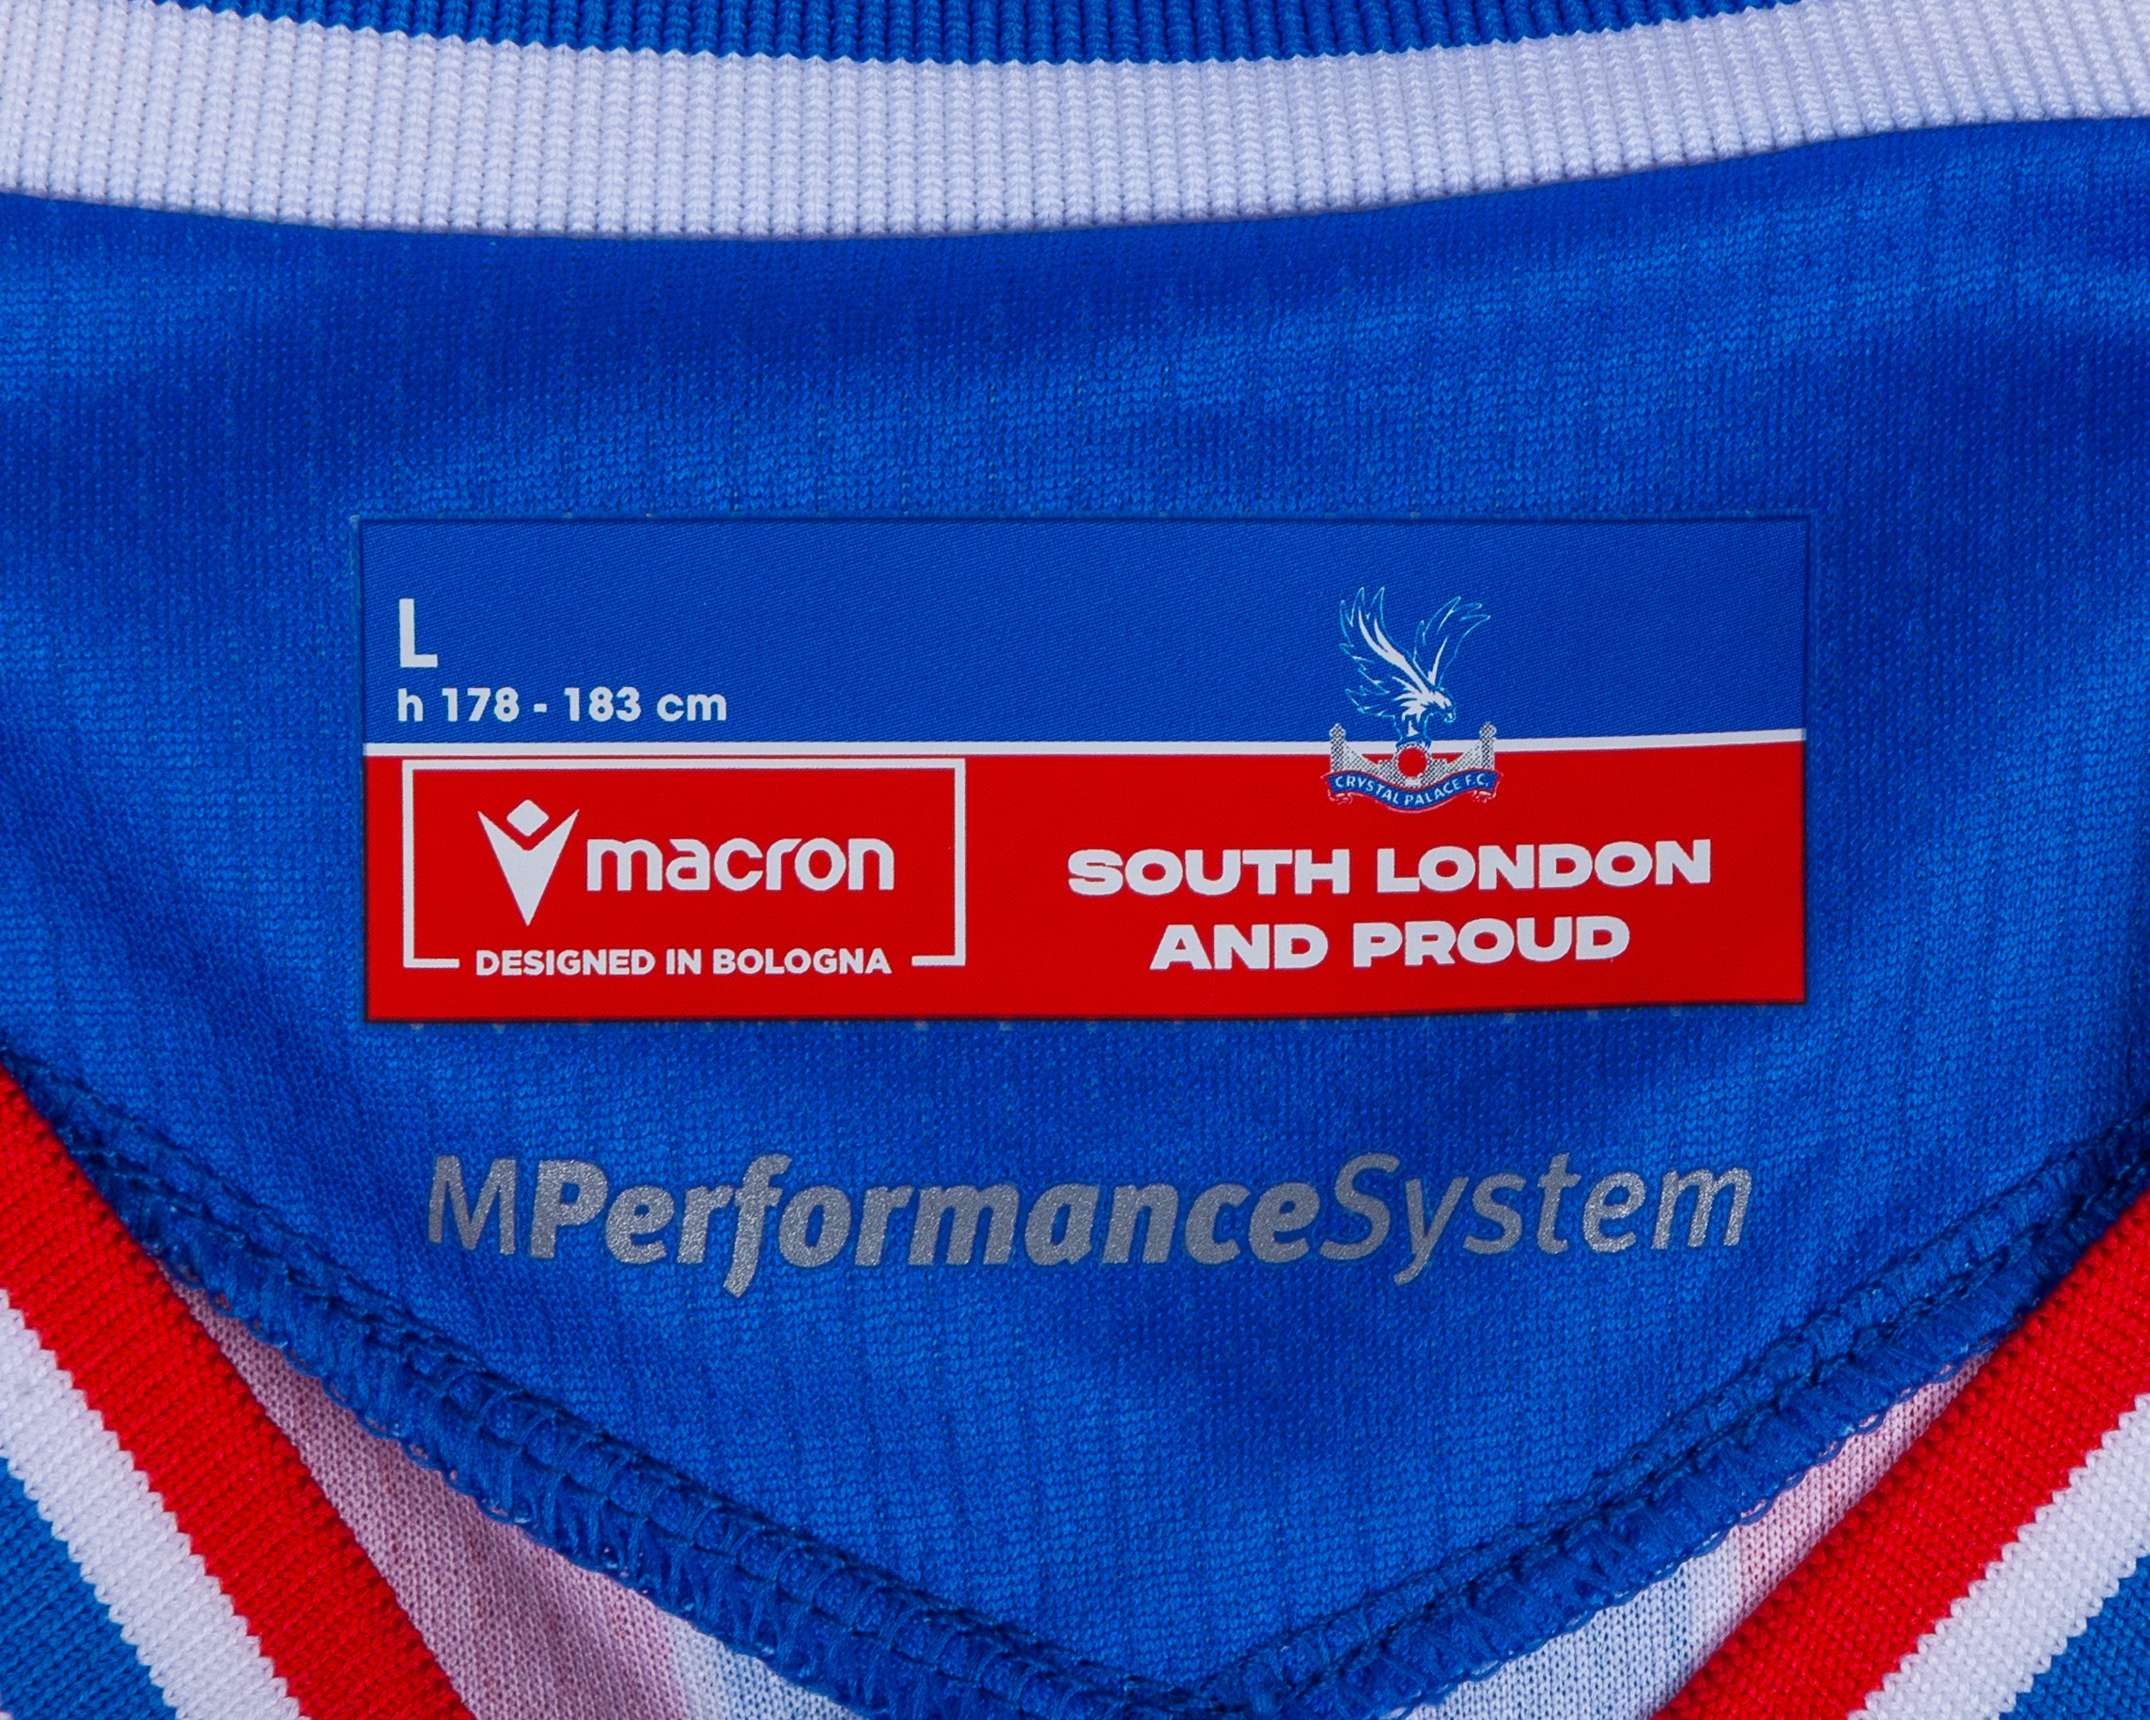 L
h 178 - 183 cm
macron
DESIGNED IN BOLOGNA
CRYSTAL PALACE F.C.
SOUTH LONDON
AND PROUD
MPerformanceSystem